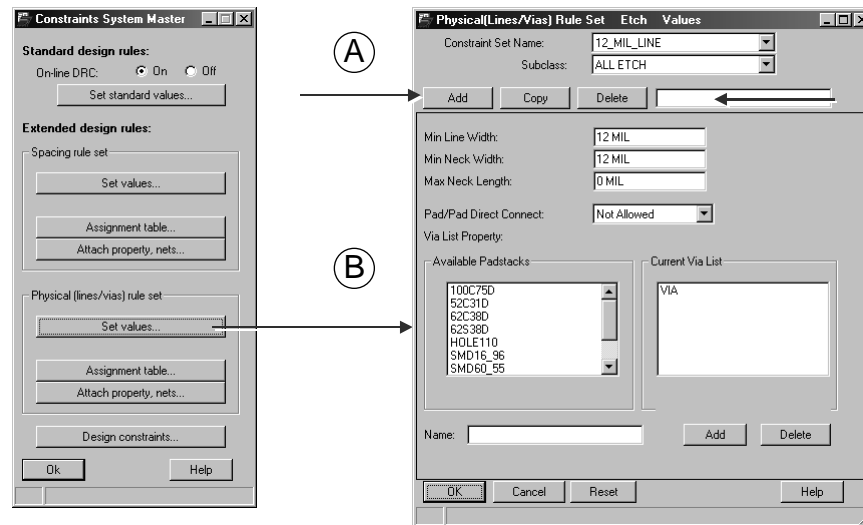 Constraints System Master
Standard design rules:
On-line DRC: On Off
Set standard values...
Extended design rules:
Spacing rule set
Set values...
Assignment table...
Attach property, nets...
Physical (lines/vias) rule set
Set values...
Assignment table...
Attach property, nets...
Design constraints...
Ok Help
A
B
Physical(Lines/Vias) Rule Set Etch Values
Constraint Set Name: 12_MIL_LINE
Subclass: ALL ETCH
Add Copy Delete
Min Line Width: 12 MIL
Min Neck Width: 12 MIL
Max Neck Length: 0 MIL
Pad/Pad Direct Connect: Not Allowed
Via List Property:
Available Padstacks Current Via List
100C75D VIA
52C31D
62C38D
62S38D
HOLE110
SMD16_96
SMD60_55
Name: Add Delete
OK Cancel Reset Help